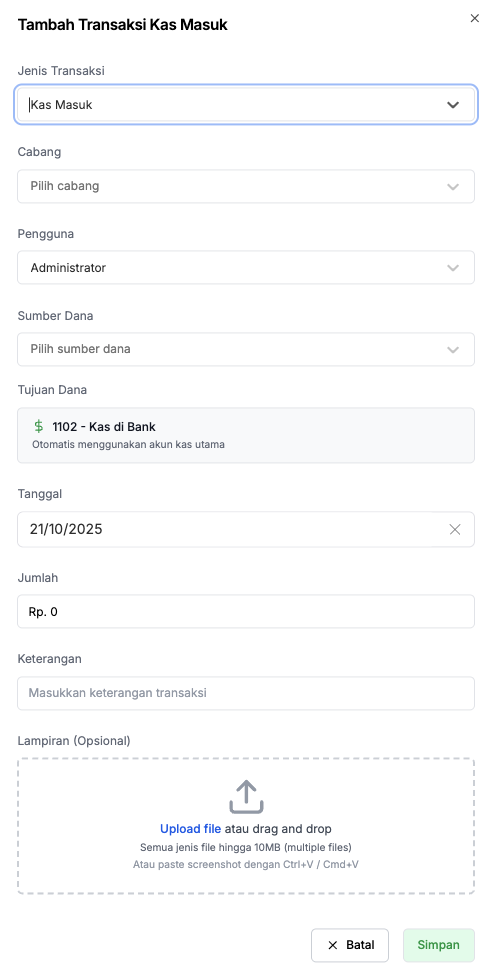 Tambah Transaksi Kas Masuk
Jenis Transaksi
Kas Masuk
Cabang
Pilih cabang
Pengguna
Administrator
Sumber Dana
Pilih sumber dana
Tujuan Dana
$ 1102 - Kas di Bank
Otomatis menggunakan akun kas utama
Tanggal
21/10/2025
Jumlah
Rp. 0
Keterangan
Masukkan keterangan transaksi
Lampiran (Opsional)
Upload file atau drag and drop
Semua jenis file hingga 10MB (multiple files)
Atau paste screenshot dengan Ctrl+V / Cmd+V
Batal Simpan